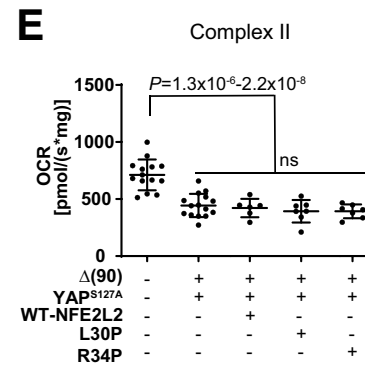 E
Complex II
P=1.3x10⁻⁶-2.2x10⁻⁸
ns
OCR
[pmol/(s*mg)]
1500
1000
500
0
Δ(90) - + + + +
YAPˢ¹²⁷ᴬ - + + + +
WT-NFE2L2 - - + - -
L30P - - - + -
R34P - - - - +